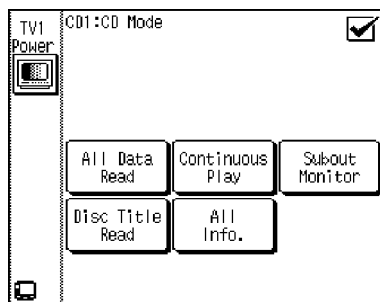 TV1
Power
CD1:CD Mode
All Data
Read
Continuous
Play
Subout
Monitor
Disc Title
Read
All
Info.